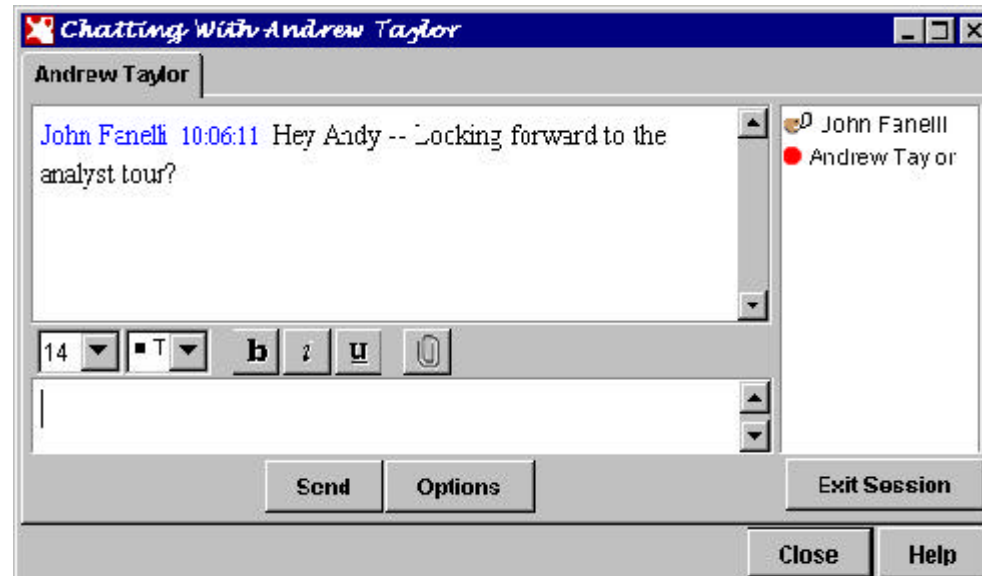 Chatting With Andrew Taylor
Andrew Taylor
John Fanelli 10:06:11 Hey Andy -- Looking forward to the
analyst tour?
John Fanelli
Andrew Taylor
14 T b i u
Send Options Exit Session
Close Help